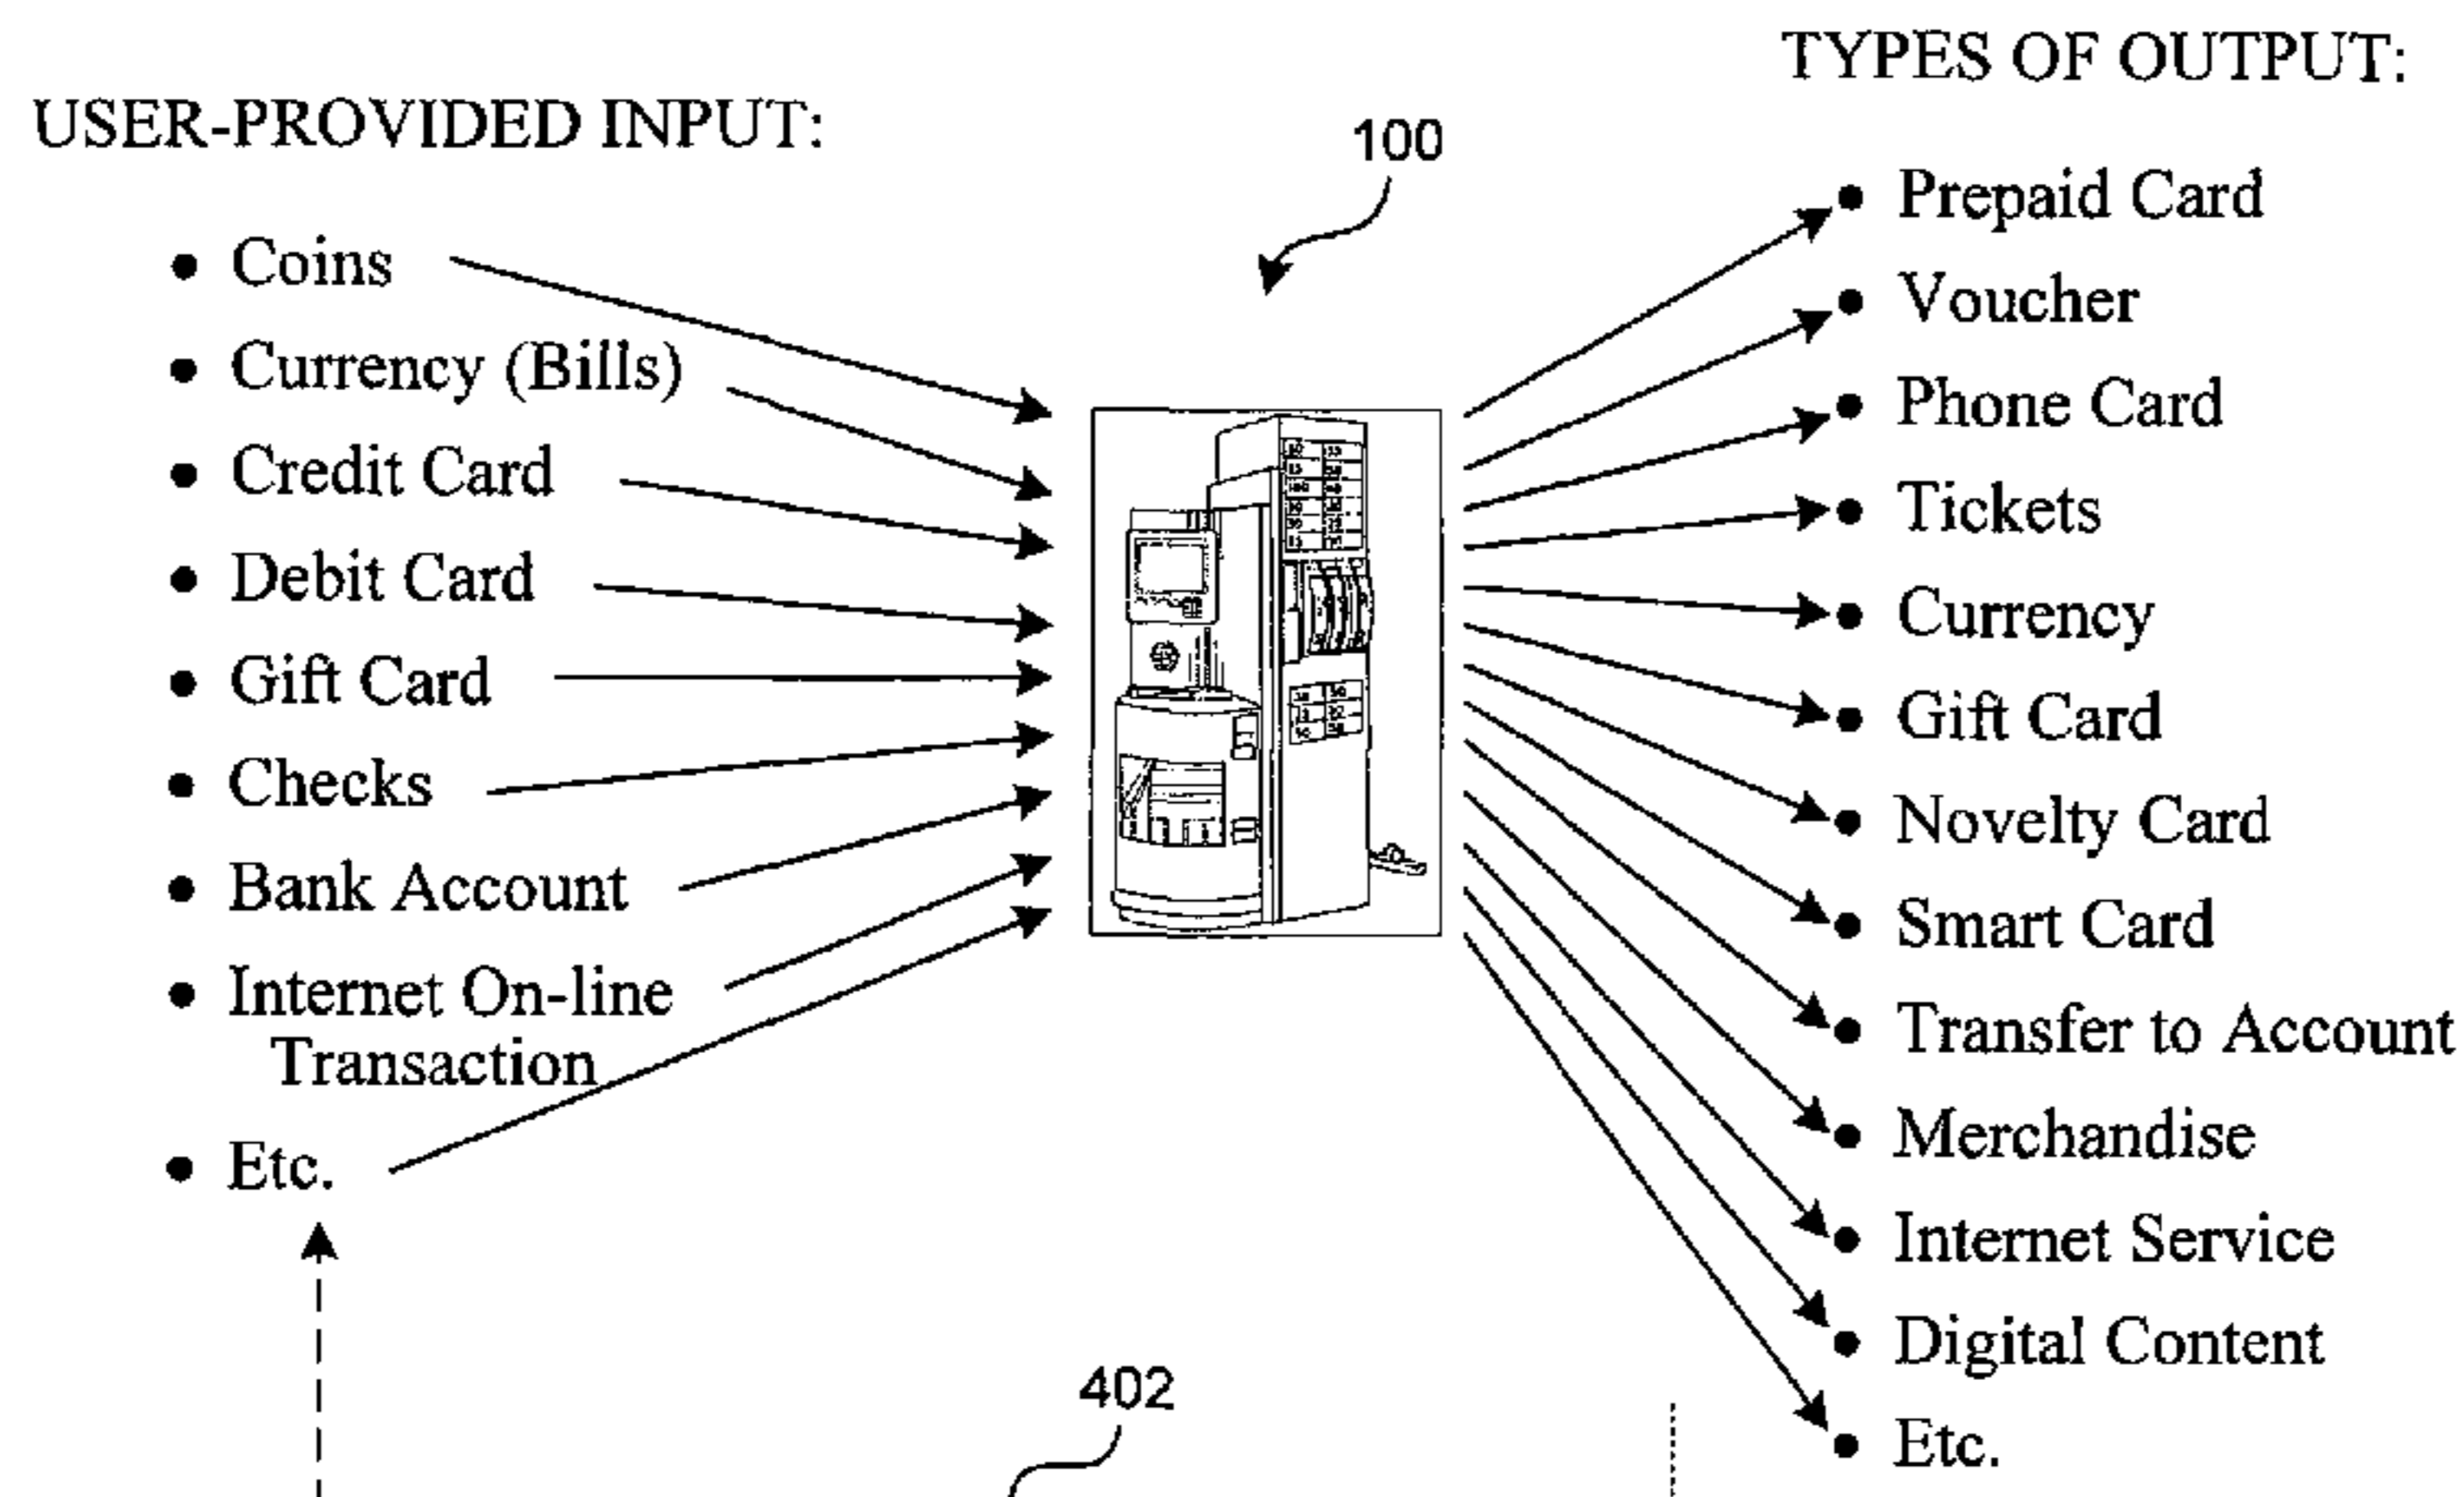 TYPES OF OUTPUT:
USER-PROVIDED INPUT:
100
• Coins
• Currency (Bills)
• Credit Card
• Debit Card
• Gift Card
• Checks
• Bank Account
• Internet On-line
Transaction
• Etc.
• Prepaid Card
• Voucher
• Phone Card
• Tickets
• Currency
• Gift Card
• Novelty Card
• Smart Card
• Transfer to Account
• Merchandise
• Internet Service
• Digital Content
• Etc.
402